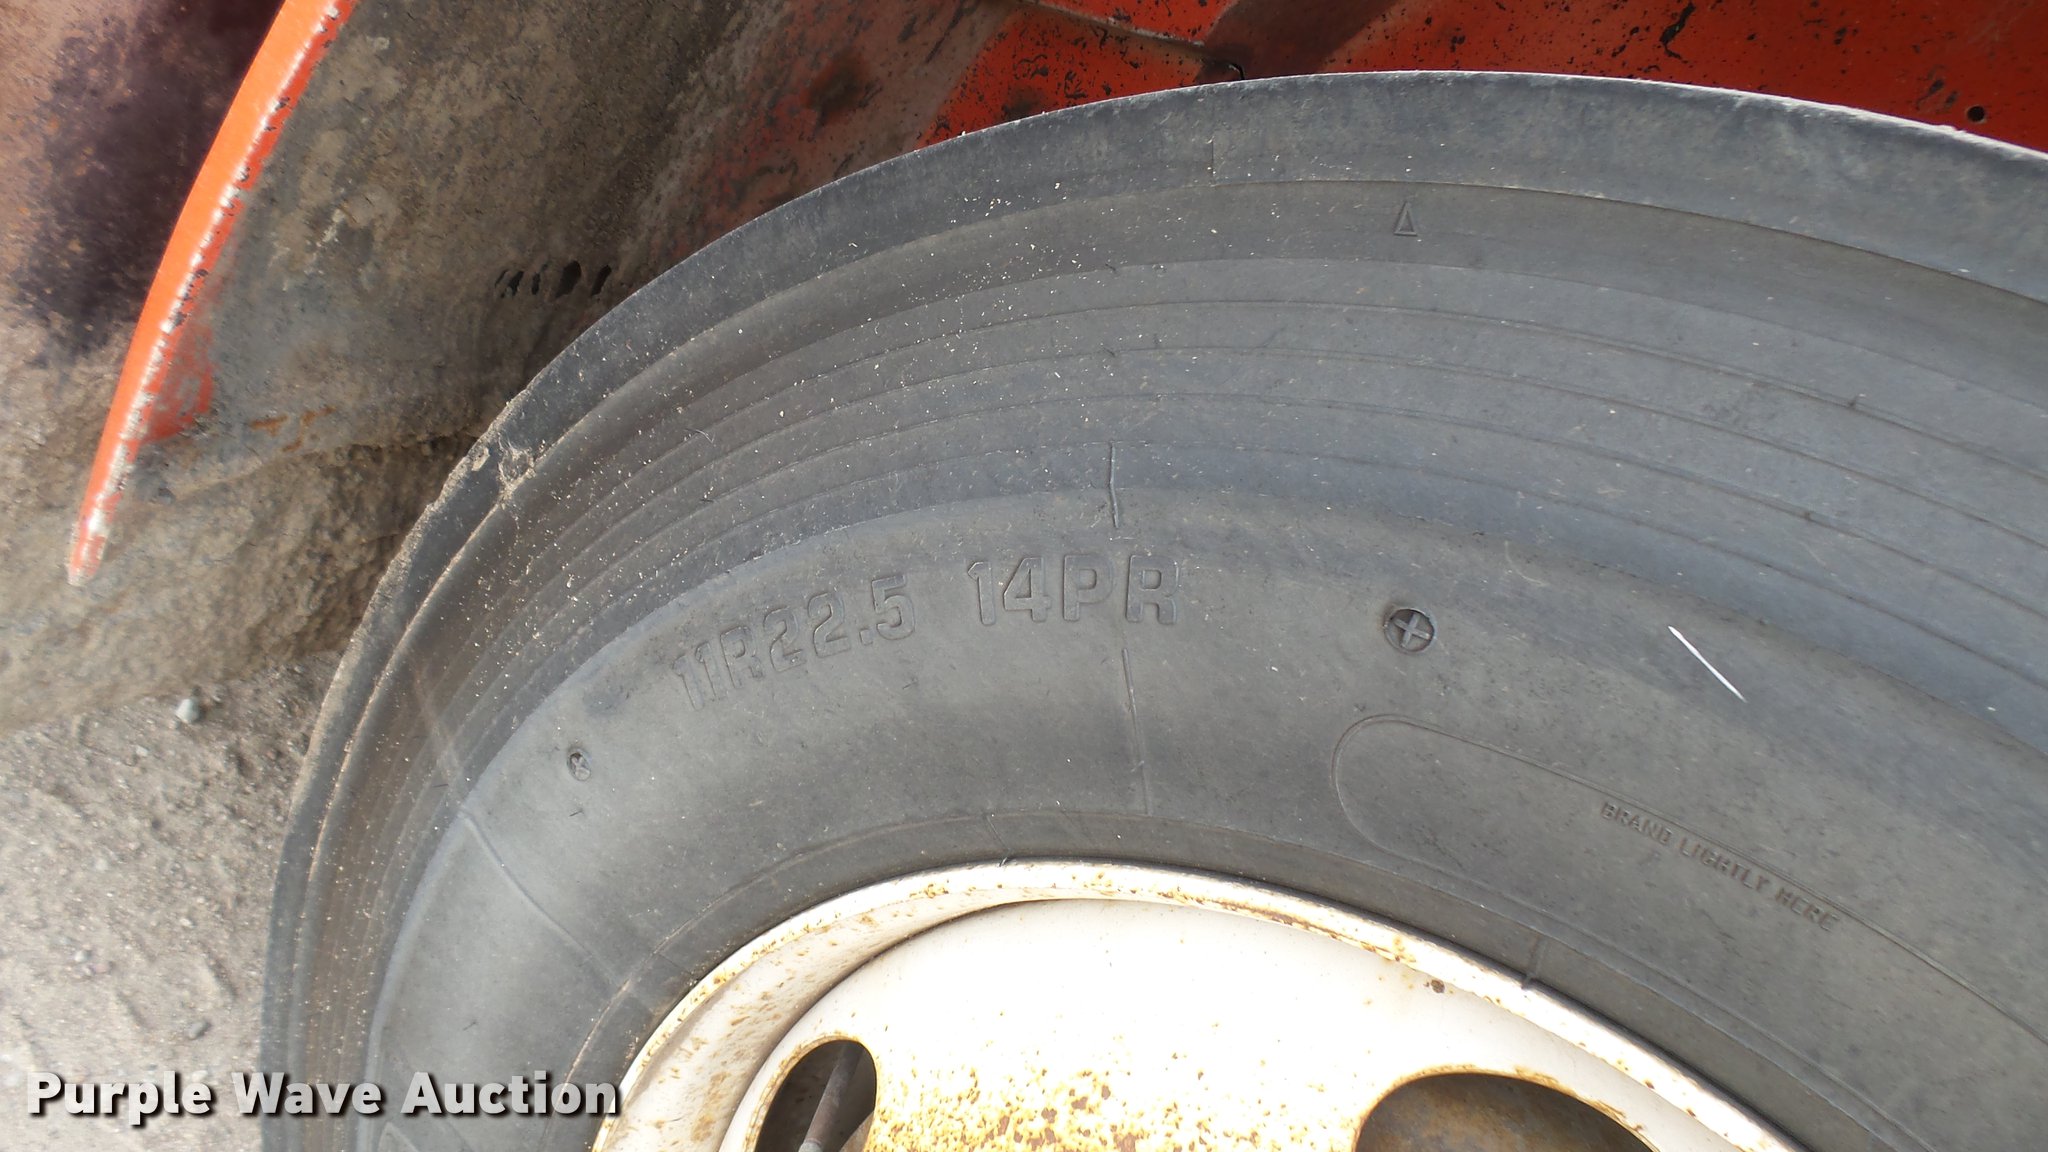 11R22.5 14PR
BRAND LIGHTLY HERE
Purple Wave Auction